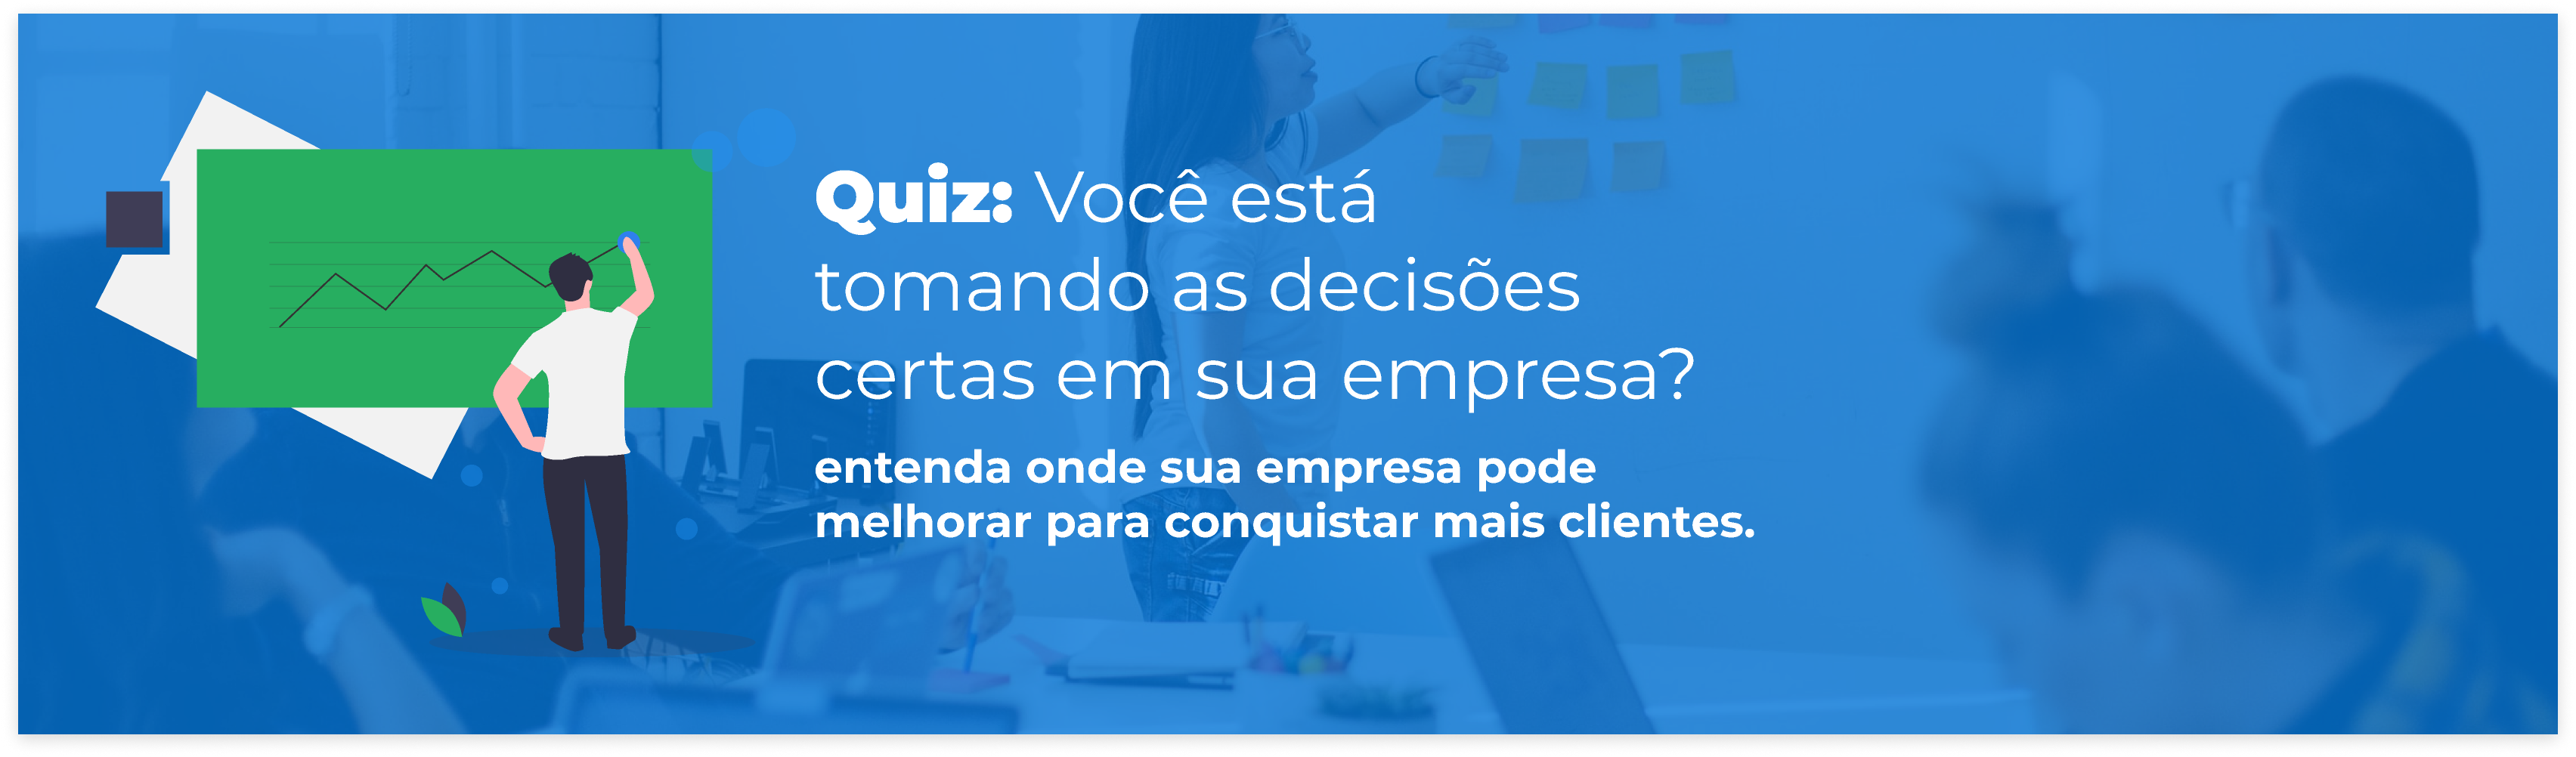 Quiz: Você está
tomando as decisões
certas em sua empresa?
entenda onde sua empresa pode
melhorar para conquistar mais clientes.